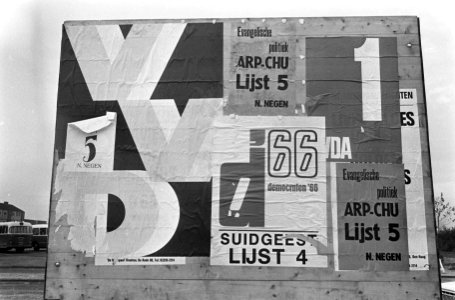 VVD
Evangelische
politiek
ARP-CHU
Lijst 5
N. NEGEN
1
5
N. NEGEN
d
66
democraten '66
SUIDGEEST
LIJST 4
VDA
Evangelische
politiek
ARP-CHU
Lijst 5
N. NEGEN
TEN
ES